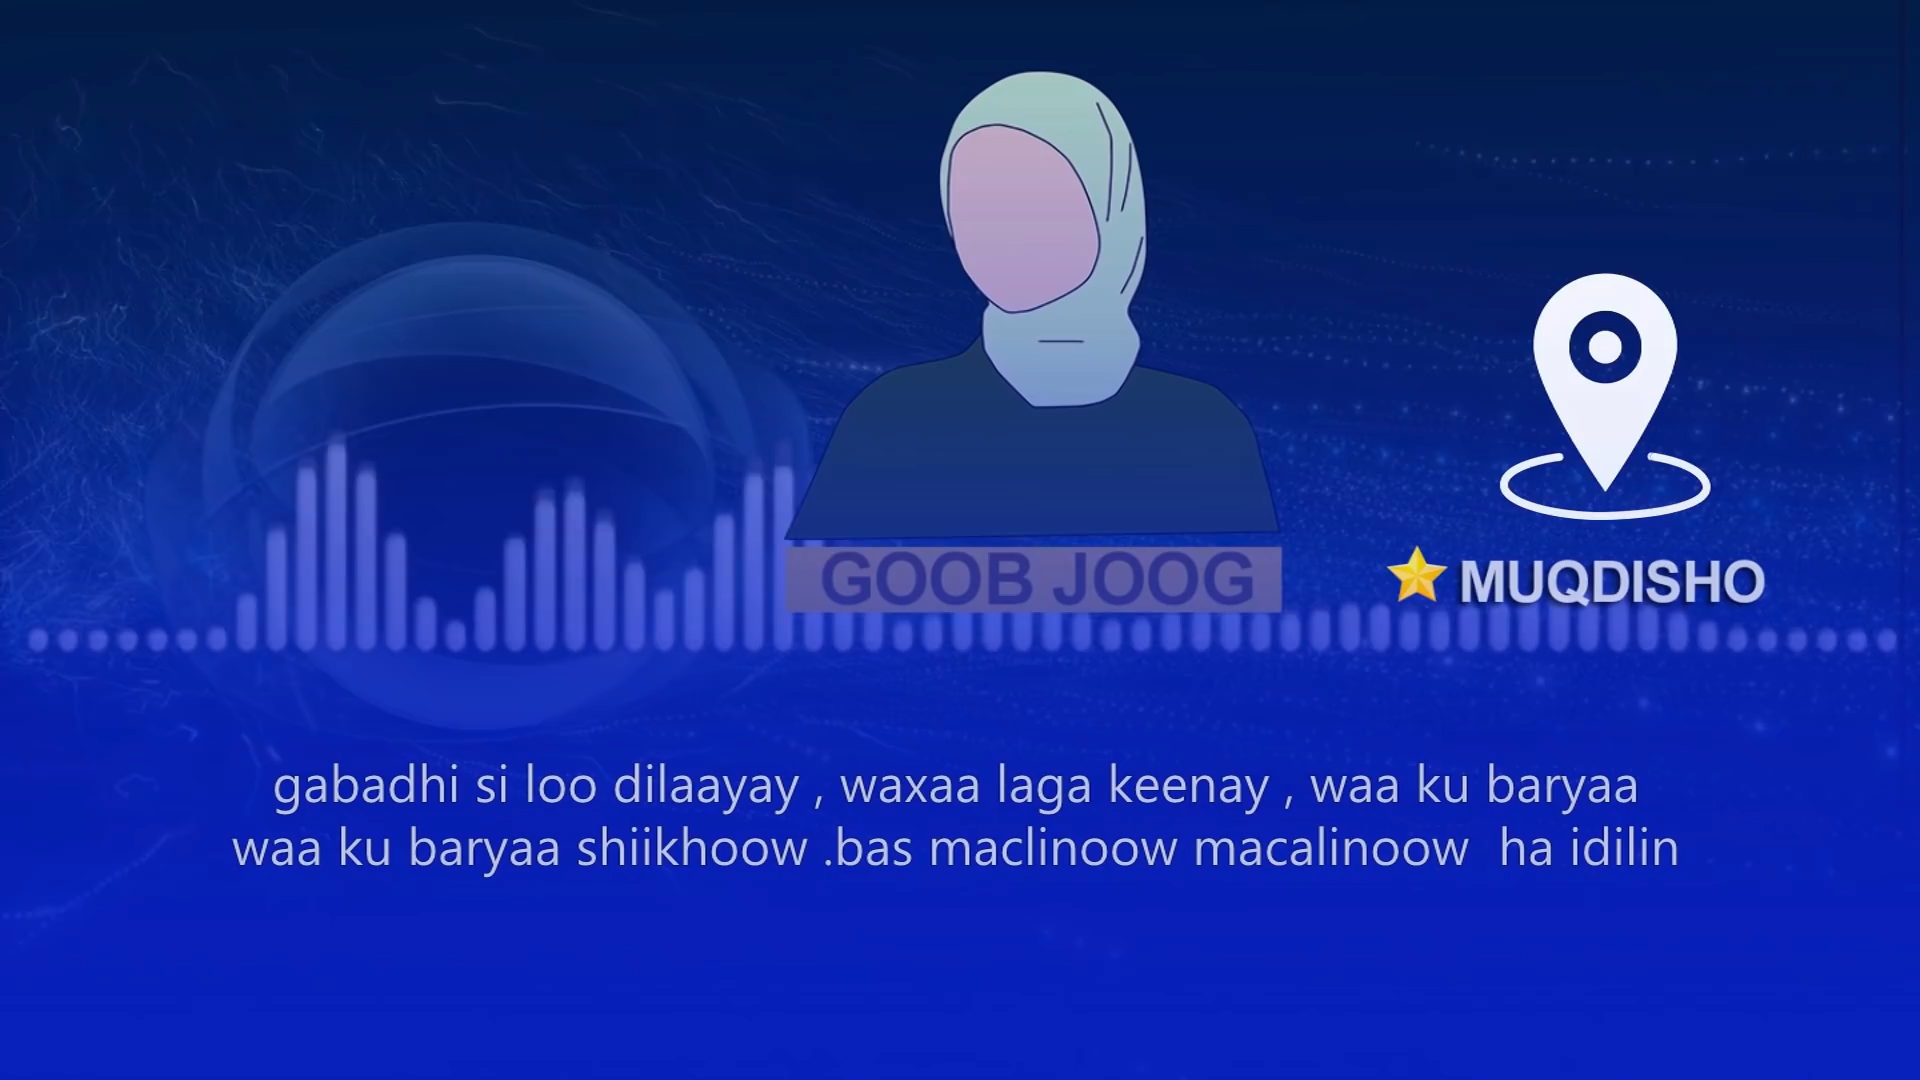 GOOB JOOG
MUQDISHO
gabadhi si loo dilaayay , waxaa laga keenay , waa ku baryaa
waa ku baryaa shiikhoow .bas maclinoow macalinoow  ha idilin